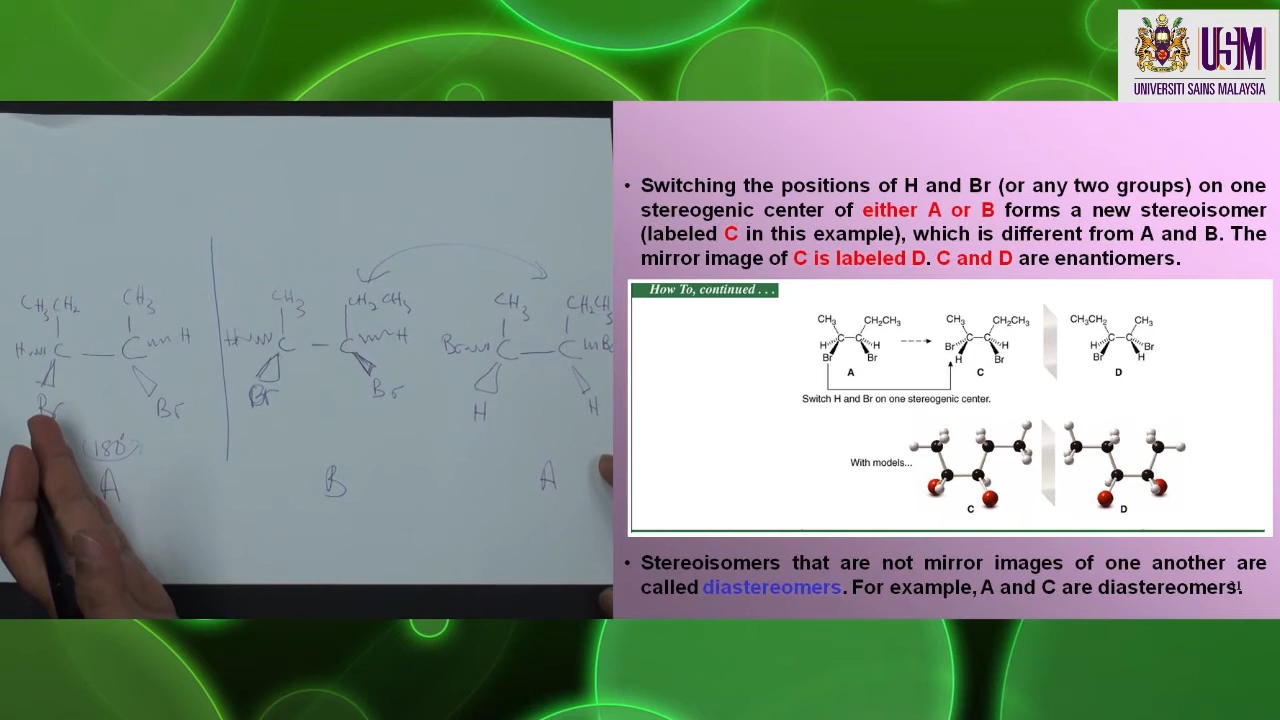 USM
UNIVERSITI SAINS MALAYSIA
• Switching the positions of H and Br (or any two groups) on one
stereogenic center of either A or B forms a new stereoisomer
(labeled C in this example), which is different from A and B. The
mirror image of C is labeled D. C and D are enantiomers.
How To, continued . . .
CH3 CH2CH3 CH3 CH2CH3 CH3CH2 CH3
C C C C C C
H H Br H H Br
Br Br H Br Br H
A C D
Switch H and Br on one stereogenic center.
With models...
C D
• Stereoisomers that are not mirror images of one another are
called diastereomers. For example, A and C are diastereomers.
CH3CH2 CH3 CH3 CH2CH3 CH3
H C C H H C C H Br C C
Br Br Br Br H H
(180°)
A B A